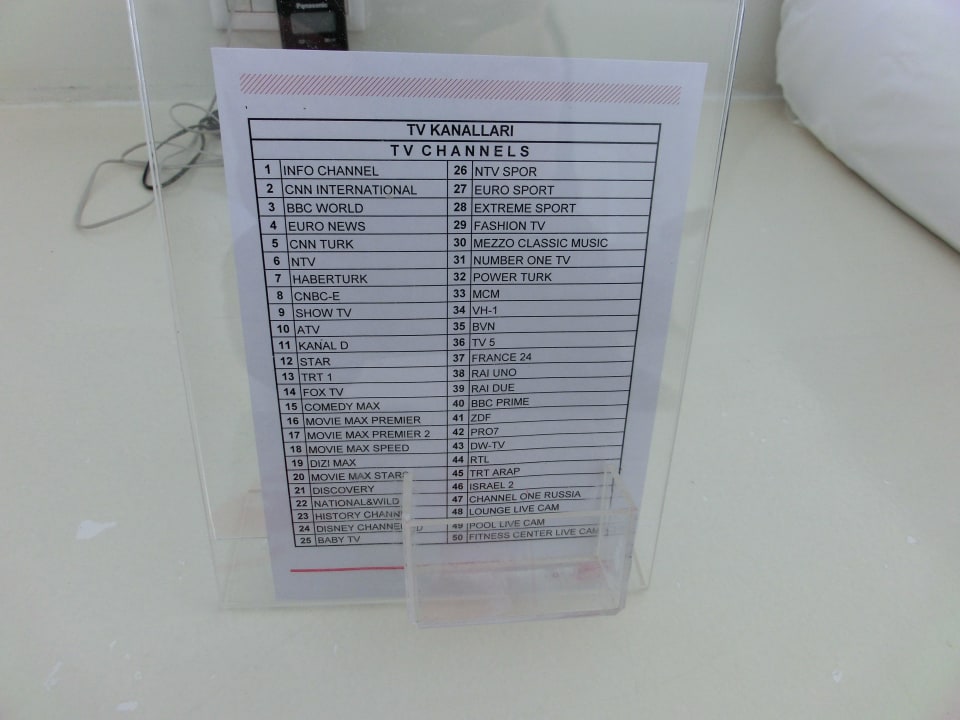 Panasonic
TV KANALLARI
TV CHANNELS
1 INFO CHANNEL
2 CNN INTERNATIONAL
3 BBC WORLD
4 EURO NEWS
5 CNN TURK
6 NTV
7 HABERTURK
8 CNBC-E
9 SHOW TV
10 ATV
11 KANAL D
12 STAR
13 TRT 1
14 FOX TV
15 COMEDY MAX
16 MOVIE MAX PREMIER
17 MOVIE MAX PREMIER 2
18 MOVIE MAX SPEED
19 DIZI MAX
20 MOVIE MAX STARS
21 DISCOVERY
22 NATIONAL&WILD
23 HISTORY CHANN
24 DISNEY CHANNEL
25 BABY TV
26 NTV SPOR
27 EURO SPORT
28 EXTREME SPORT
29 FASHION TV
30 MEZZO CLASSIC MUSIC
31 NUMBER ONE TV
32 POWER TURK
33 MCM
34 VH-1
35 BVN
36 TV 5
37 FRANCE 24
38 RAI UNO
39 RAI DUE
40 BBC PRIME
41 ZDF
42 PRO7
43 DW-TV
44 RTL
45 TRT ARAP
46 ISRAEL 2
47 CHANNEL ONE RUSSIA
48 LOUNGE LIVE CAM
49 POOL LIVE CAM
50 FITNESS CENTER LIVE CAM